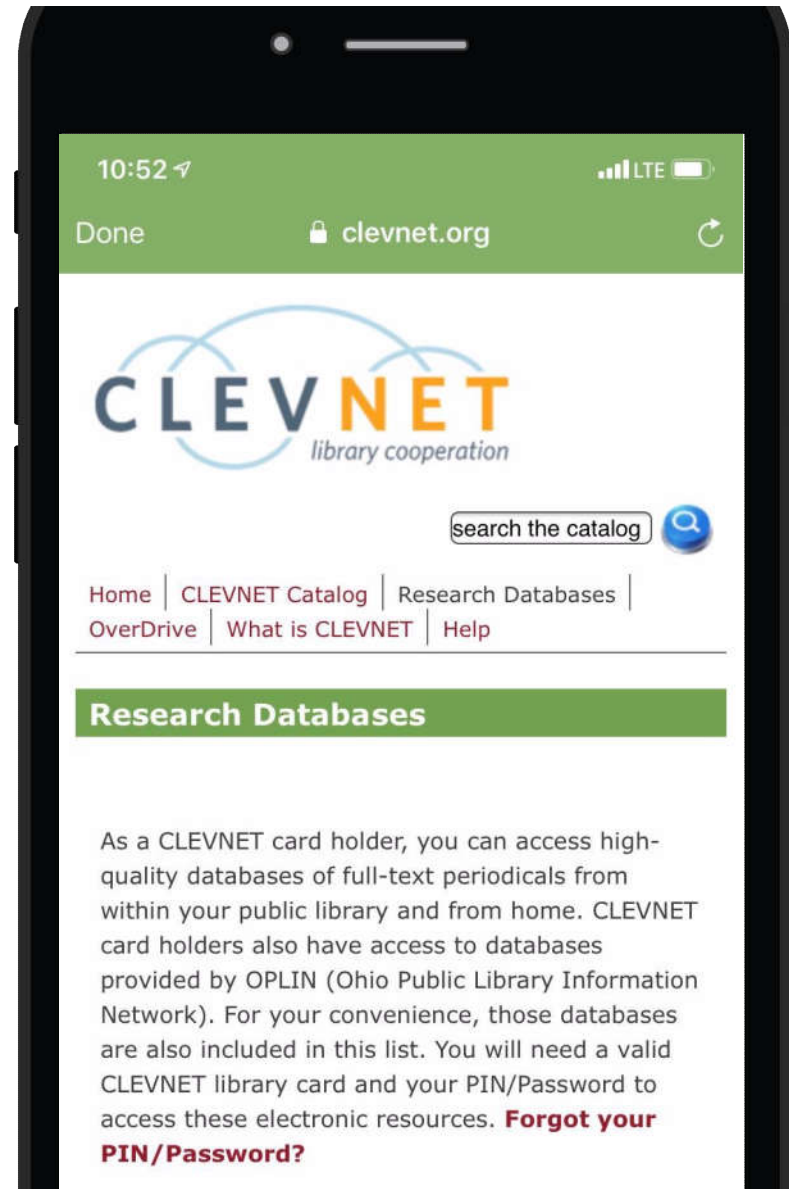 10:52 LTE
Done clevnet.org
CLEVNET
library cooperation
search the catalog
Home | CLEVNET Catalog | Research Databases |
OverDrive | What is CLEVNET | Help
Research Databases
As a CLEVNET card holder, you can access high-
quality databases of full-text periodicals from
within your public library and from home. CLEVNET
card holders also have access to databases
provided by OPLIN (Ohio Public Library Information
Network). For your convenience, those databases
are also included in this list. You will need a valid
CLEVNET library card and your PIN/Password to
access these electronic resources. Forgot your
PIN/Password?